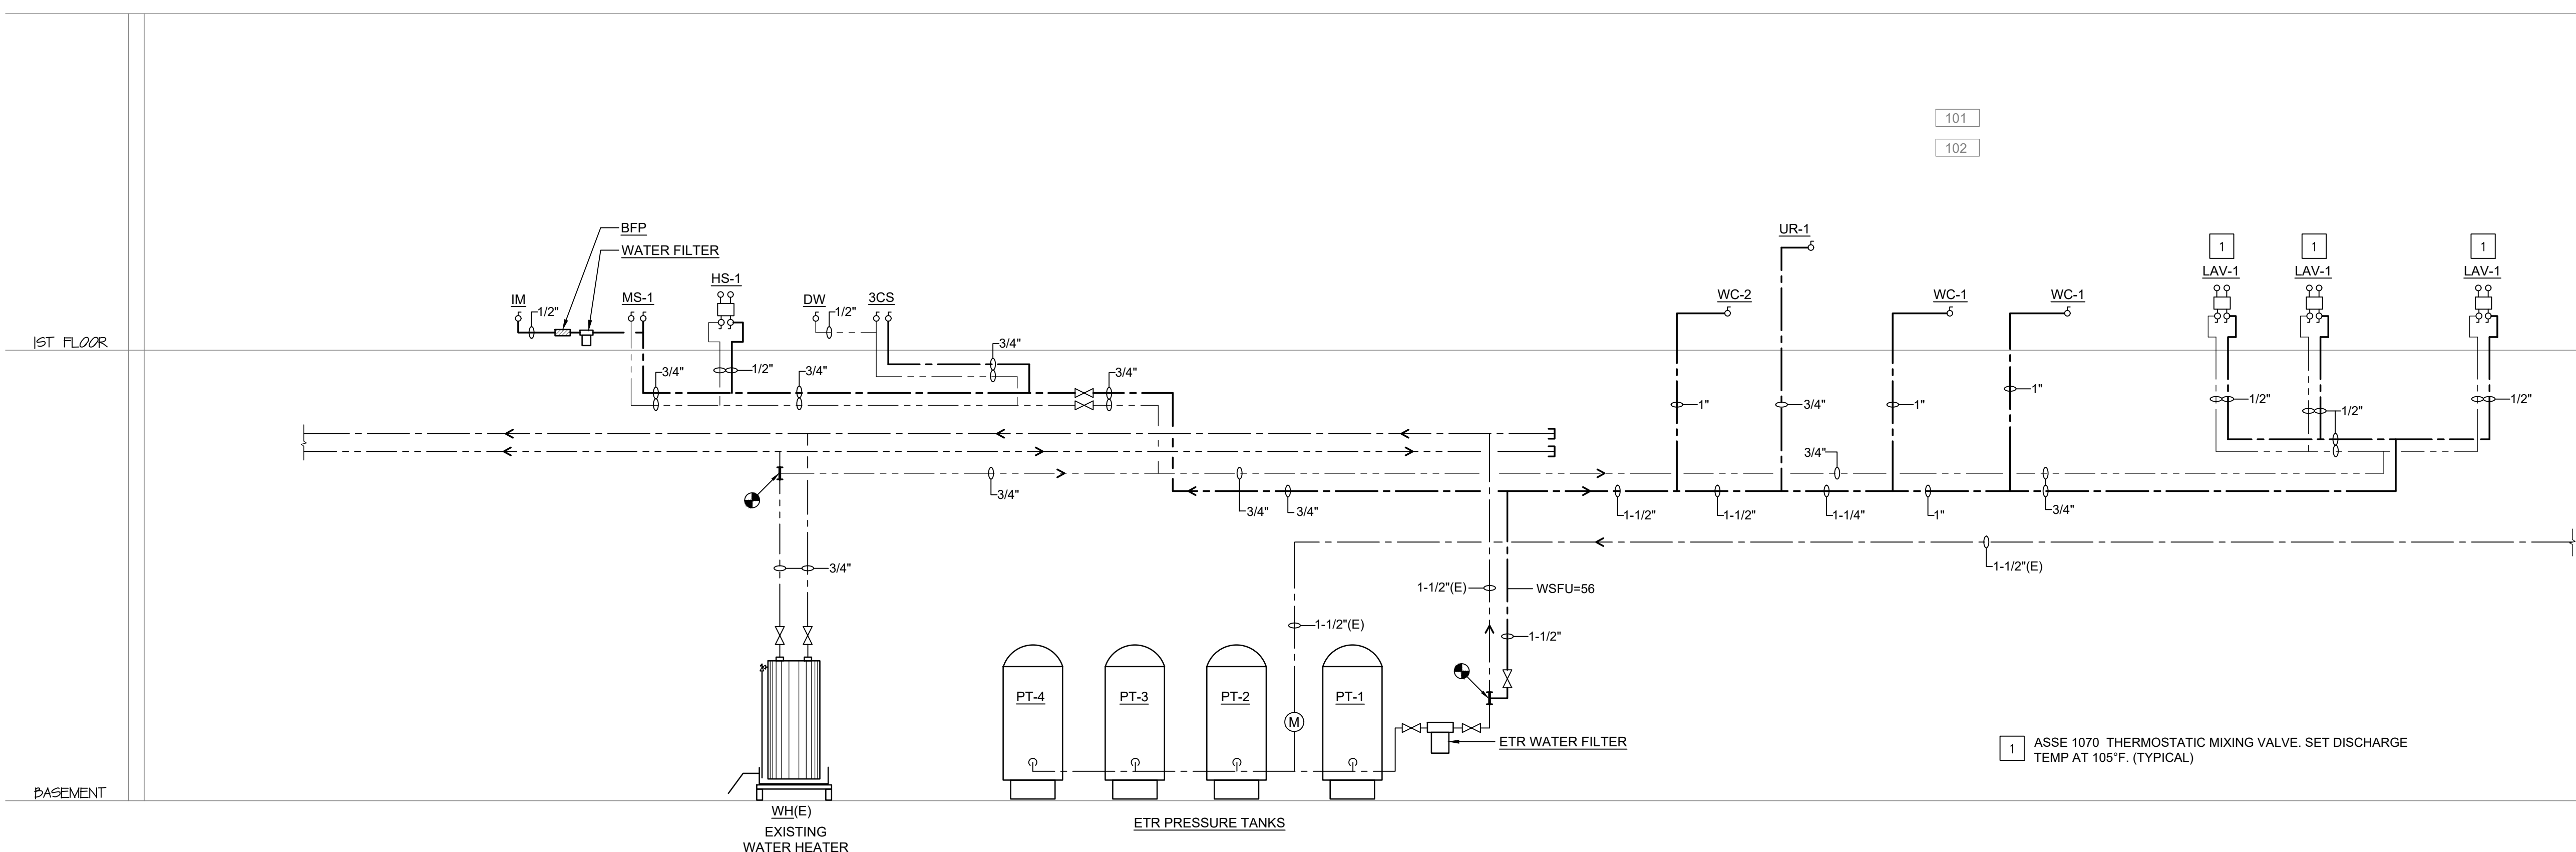 101
102
BFP
WATER FILTER
UR-1
1
1
1
LAV-1
LAV-1
LAV-1
HS-1
IM
1/2"
MS-1
DW
1/2"
3CS
WC-2
WC-1
WC-1
1ST FLOOR
3/4"
3/4"
1/2"
3/4"
3/4"
1"
3/4"
1"
1"
1/2"
1/2"
1/2"
3/4"
3/4"
3/4"
3/4"
1-1/2"
1-1/2"
1-1/4"
1"
3/4"
3/4"
1-1/2"(E)
1-1/2"(E)
WSFU=56
1-1/2"(E)
1-1/2"
PT-4
PT-3
PT-2
M
PT-1
ETR WATER FILTER
1
ASSE 1070 THERMOSTATIC MIXING VALVE. SET DISCHARGE
TEMP AT 105°F. (TYPICAL)
BASEMENT
WH(E)
EXISTING
WATER HEATER
ETR PRESSURE TANKS